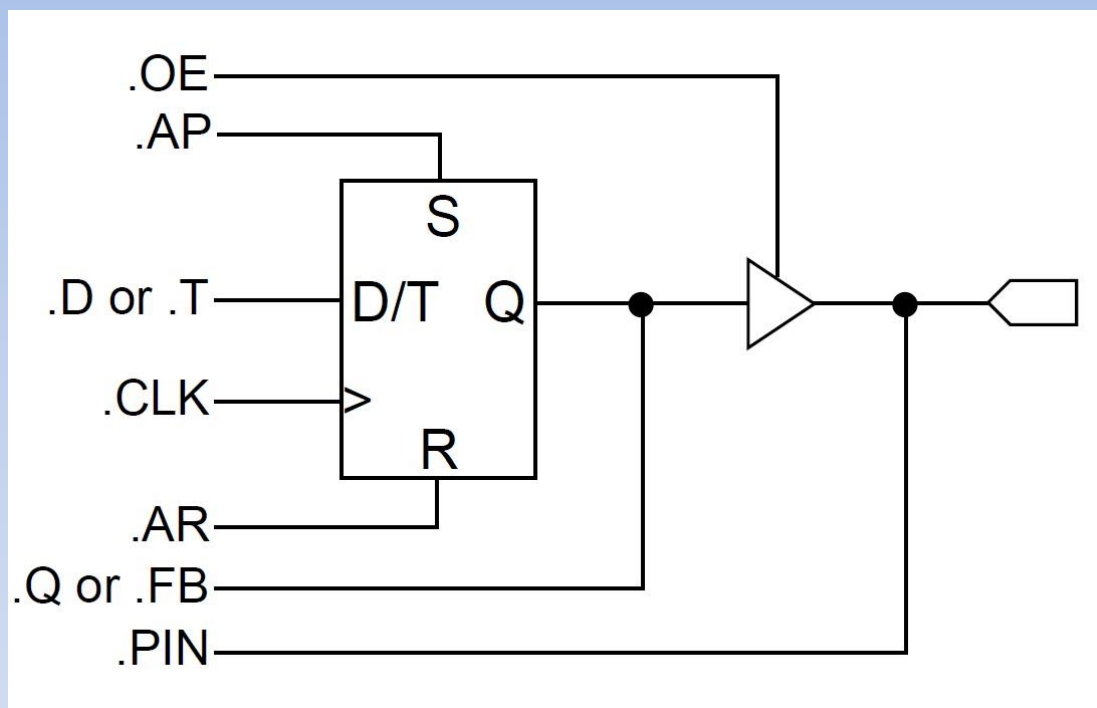 .OE
.AP
S
.D or .T
D/T
Q
.CLK
R
.AR
.Q or .FB
.PIN